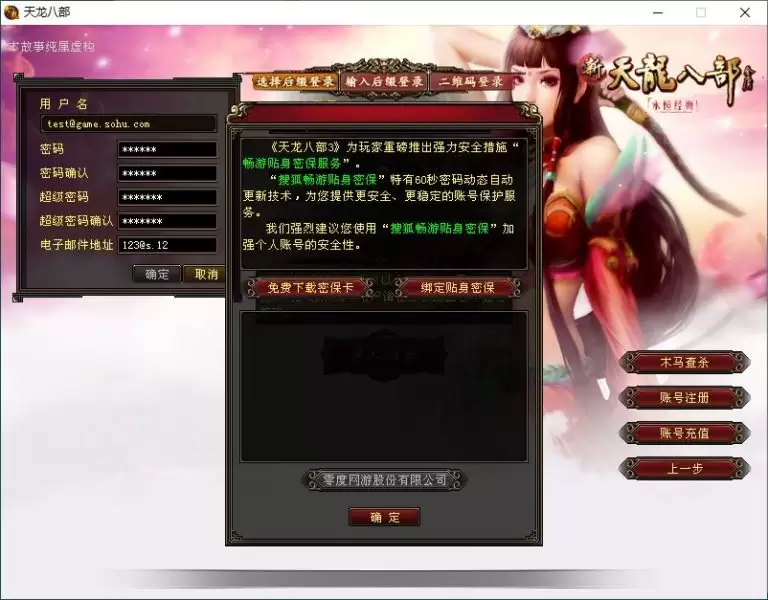 天龙八部
本故事纯属虚构
选择后缀登录
输入后缀登录
二维码登录
新天龍八部
永恒经典
用 户 名
test@game.sohu.com
密码
******
密码确认
******
超级密码
*******
超级密码确认
*******
电子邮件地址
123@s.12
确定
取消
《天龙八部3》为玩家重磅推出强力安全措施“
畅游贴身密保服务”。
“搜狐畅游贴身密保”特有60秒密码动态自动
更新技术，为您提供更安全、更稳定的账号保护服
务。
我们强烈建议您使用“搜狐畅游贴身密保”加
强个人账号的安全性。
免费下载密保卡
绑定贴身密保
零度网游股份有限公司
确 定
木马查杀
账号注册
账号充值
上一步